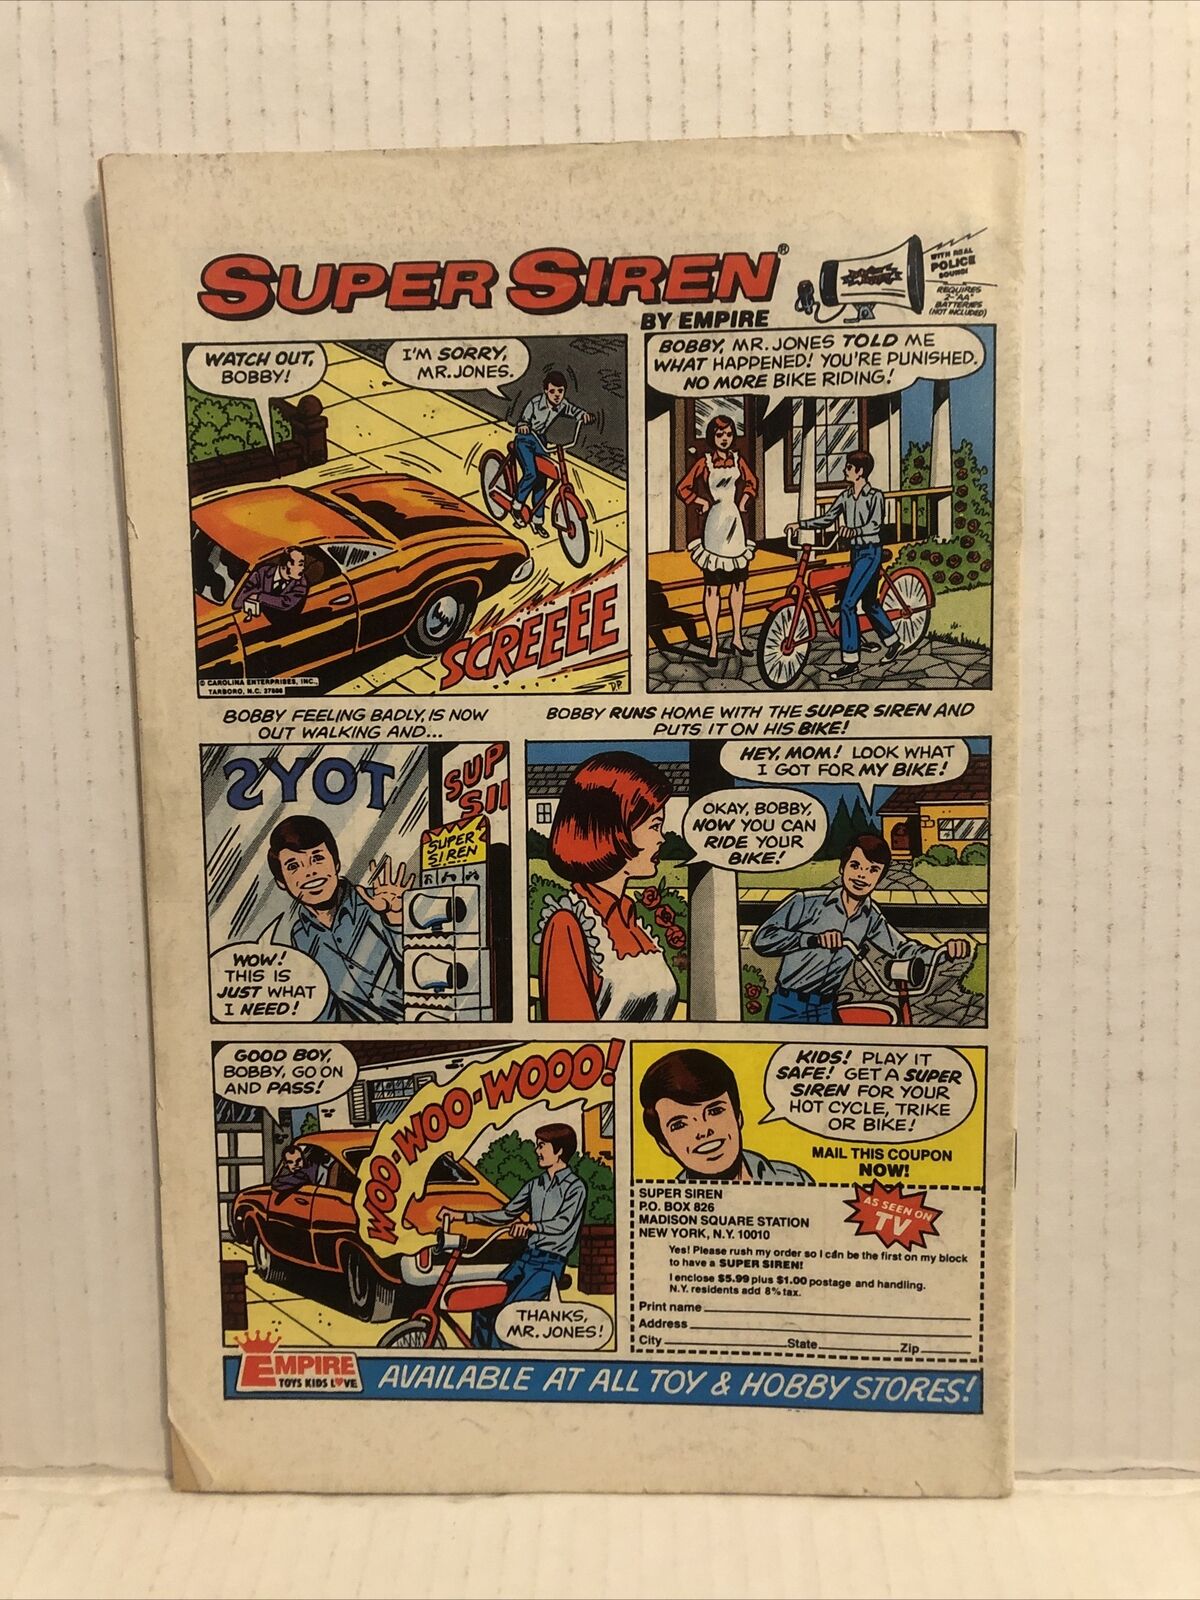 SUPER SIREN®
BY EMPIRE
WITH REAL
POLICE
SOUND!
REQUIRES
2-"AA"
BATTERIES
(NOT INCLUDED)
WATCH OUT,
BOBBY!
I'M SORRY,
MR. JONES.
SCREEEE
© CAROLINA ENTERPRISES, INC.,
TARBORO, N.C. 27886
D.P.
BOBBY, MR. JONES TOLD ME
WHAT HAPPENED! YOU'RE PUNISHED.
NO MORE BIKE RIDING!
BOBBY FEELING BADLY, IS NOW
OUT WALKING AND...
TOYS
SUP
SII
SUPER
SIREN
WOW!
THIS IS
JUST WHAT
I NEED!
BOBBY RUNS HOME WITH THE SUPER SIREN AND
PUTS IT ON HIS BIKE!
HEY, MOM! LOOK WHAT
I GOT FOR MY BIKE!
OKAY, BOBBY,
NOW YOU CAN
RIDE YOUR
BIKE!
GOOD BOY,
BOBBY, GO ON
AND PASS!
WOO-WOO-WOOO!
THANKS,
MR. JONES!
KIDS! PLAY IT
SAFE! GET A SUPER
SIREN FOR YOUR
HOT CYCLE, TRIKE
OR BIKE!
MAIL THIS COUPON
NOW!
AS SEEN ON
TV
SUPER SIREN
P.O. BOX 826
MADISON SQUARE STATION
NEW YORK, N.Y. 10010
Yes! Please rush my order so I can be the first on my block
to have a SUPER SIREN!
I enclose $5.99 plus $1.00 postage and handling.
N.Y. residents add 8% tax.
Print name
Address
City State Zip
EMPIRE
TOYS KIDS L♥VE
AVAILABLE AT ALL TOY & HOBBY STORES!